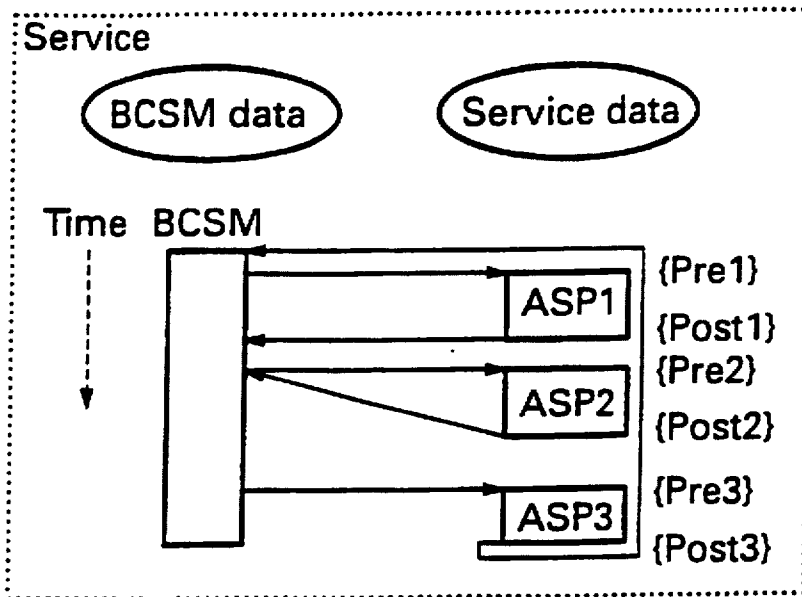 Service
BCSM data
Service data
Time BCSM
{Pre1}
ASP1
{Post1}
{Pre2}
ASP2
{Post2}
{Pre3}
ASP3
{Post3}